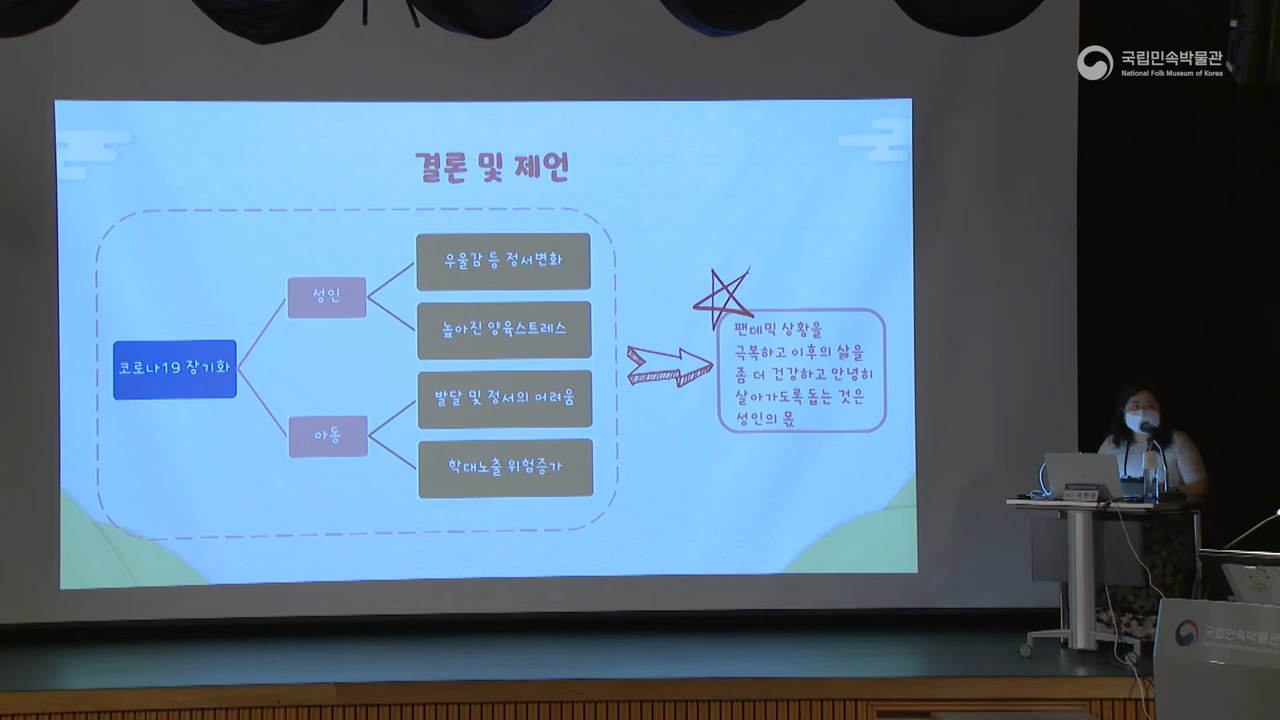 국립민속박물관
National Folk Museum of Korea
결론 및 제언
코로나19 장기화
성인
우울감 등 정서변화
높아진 양육스트레스
아동
발달 및 정서의 어려움
학대노출 위험증가
팬데믹 상황을
극복하고 이후의 삶을
좀 더 건강하고 안녕히
살아가도록 돕는 것은
성인의 몫
국립민속박물관